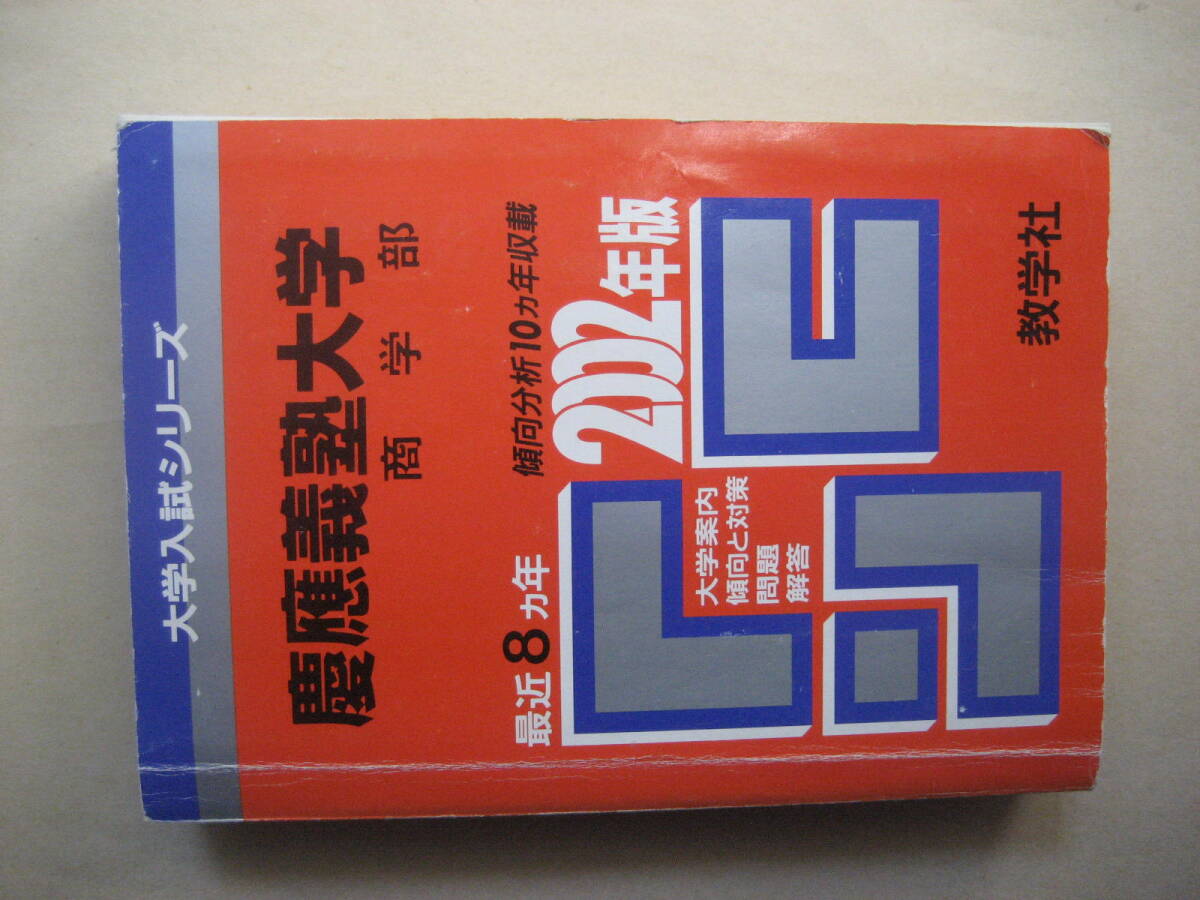 大学入試シリーズ
慶應義塾大学
商学部
傾向分析10ヵ年収載
最近8ヵ年
2002年版
大学案内
傾向と対策
問題
解答
教学社